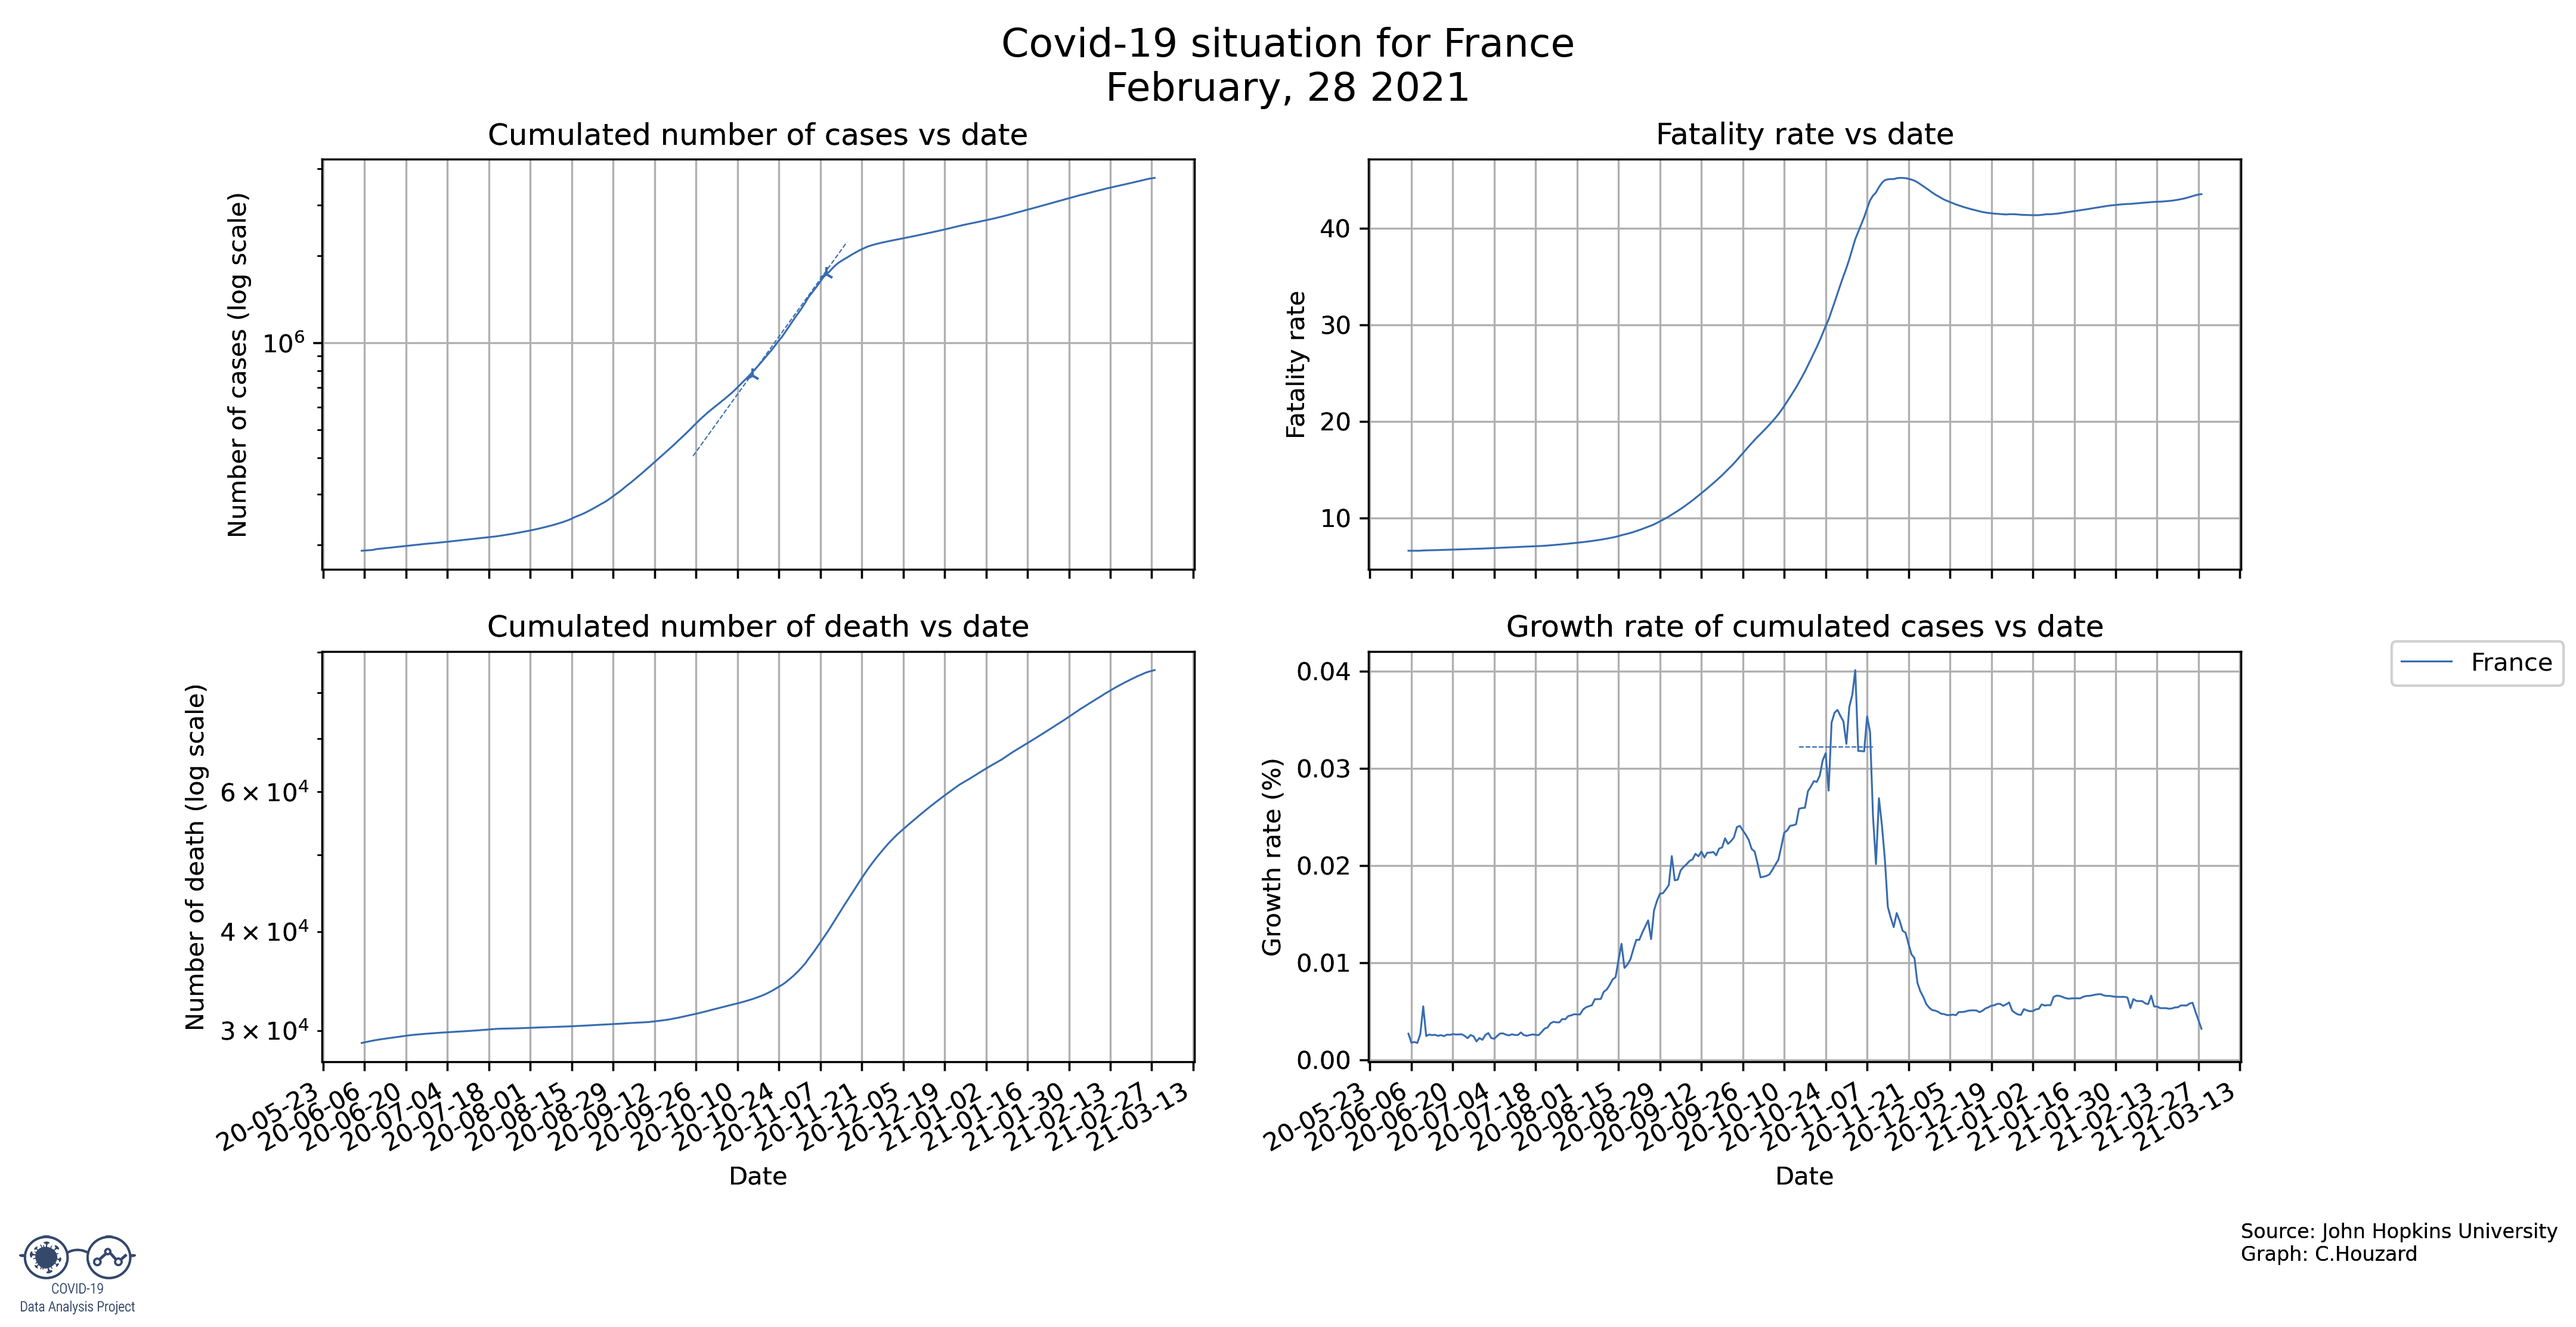 Covid-19 situation for France
February, 28 2021
Cumulated number of cases vs date
Number of cases (log scale)
10⁶
Fatality rate vs date
Fatality rate
40
30
20
10
Cumulated number of death vs date
Number of death (log scale)
6 × 10⁴
4 × 10⁴
3 × 10⁴
20-05-23
20-06-06
20-06-20
20-07-04
20-07-18
20-08-01
20-08-15
20-08-29
20-09-12
20-09-26
20-10-10
20-10-24
20-11-07
20-11-21
20-12-05
20-12-19
21-01-02
21-01-16
21-01-30
21-02-13
21-02-27
21-03-13
Date
Growth rate of cumulated cases vs date
Growth rate (%)
0.04
0.03
0.02
0.01
0.00
20-05-23
20-06-06
20-06-20
20-07-04
20-07-18
20-08-01
20-08-15
20-08-29
20-09-12
20-09-26
20-10-10
20-10-24
20-11-07
20-11-21
20-12-05
20-12-19
21-01-02
21-01-16
21-01-30
21-02-13
21-02-27
21-03-13
Date
France
Source: John Hopkins University
Graph: C.Houzard
COVID-19
Data Analysis Project